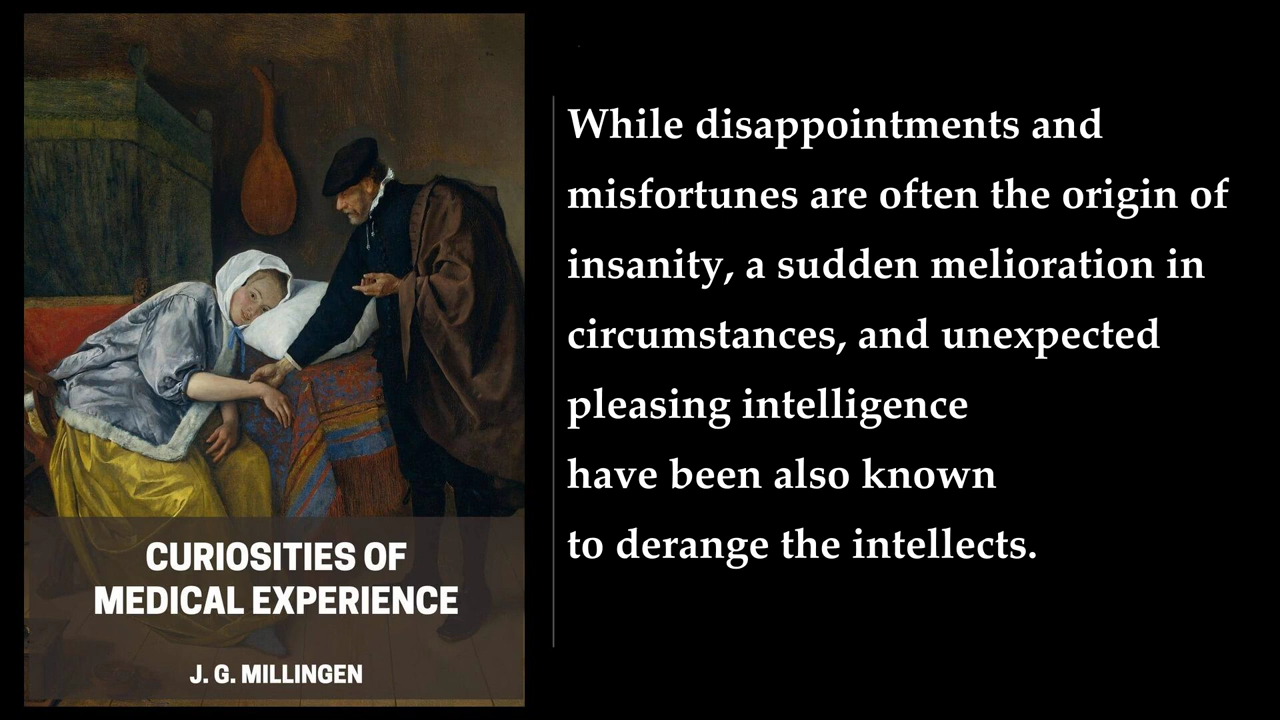 CURIOSITIES OF
MEDICAL EXPERIENCE
J. G. MILLINGEN
While disappointments and
misfortunes are often the origin of
insanity, a sudden melioration in
circumstances, and unexpected
pleasing intelligence
have been also known
to derange the intellects.